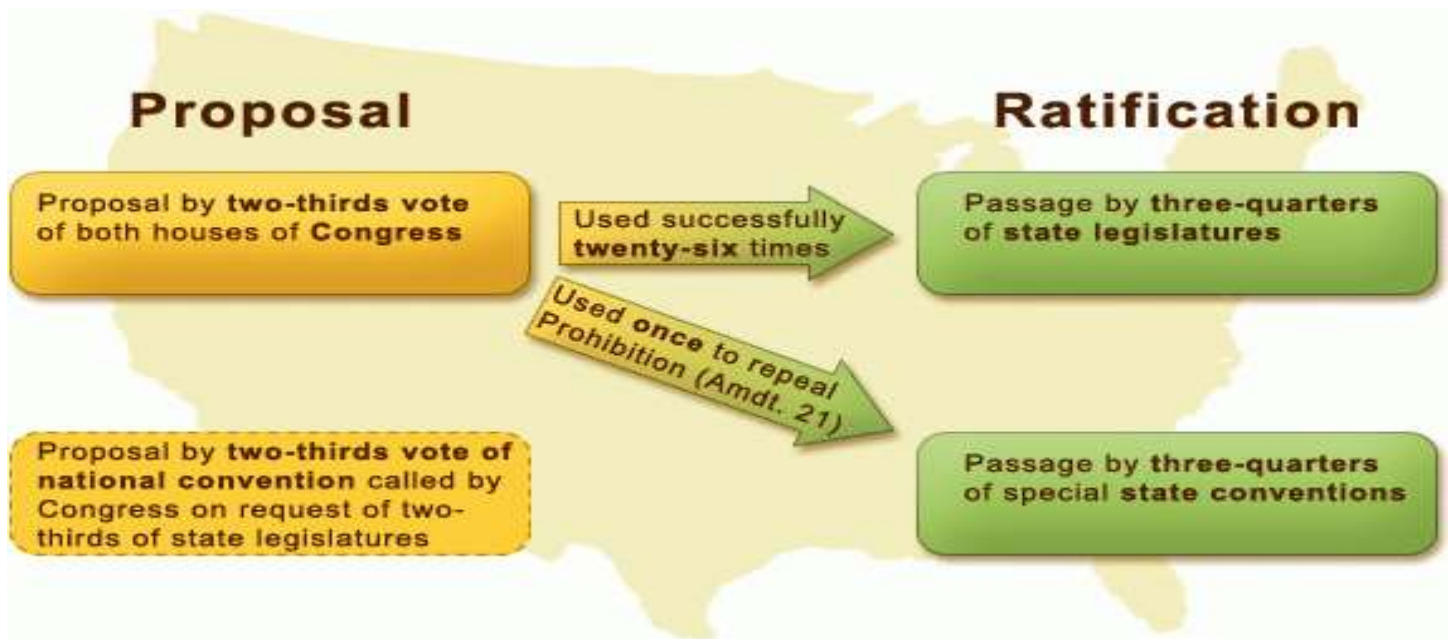 Proposal
Ratification
Proposal by two-thirds vote
of both houses of Congress
Used successfully
twenty-six times
Passage by three-quarters
of state legislatures
Used once to repeal
Prohibition (Amdt. 21)
Proposal by two-thirds vote of
national convention called by
Congress on request of two-
thirds of state legislatures
Passage by three-quarters
of special state conventions